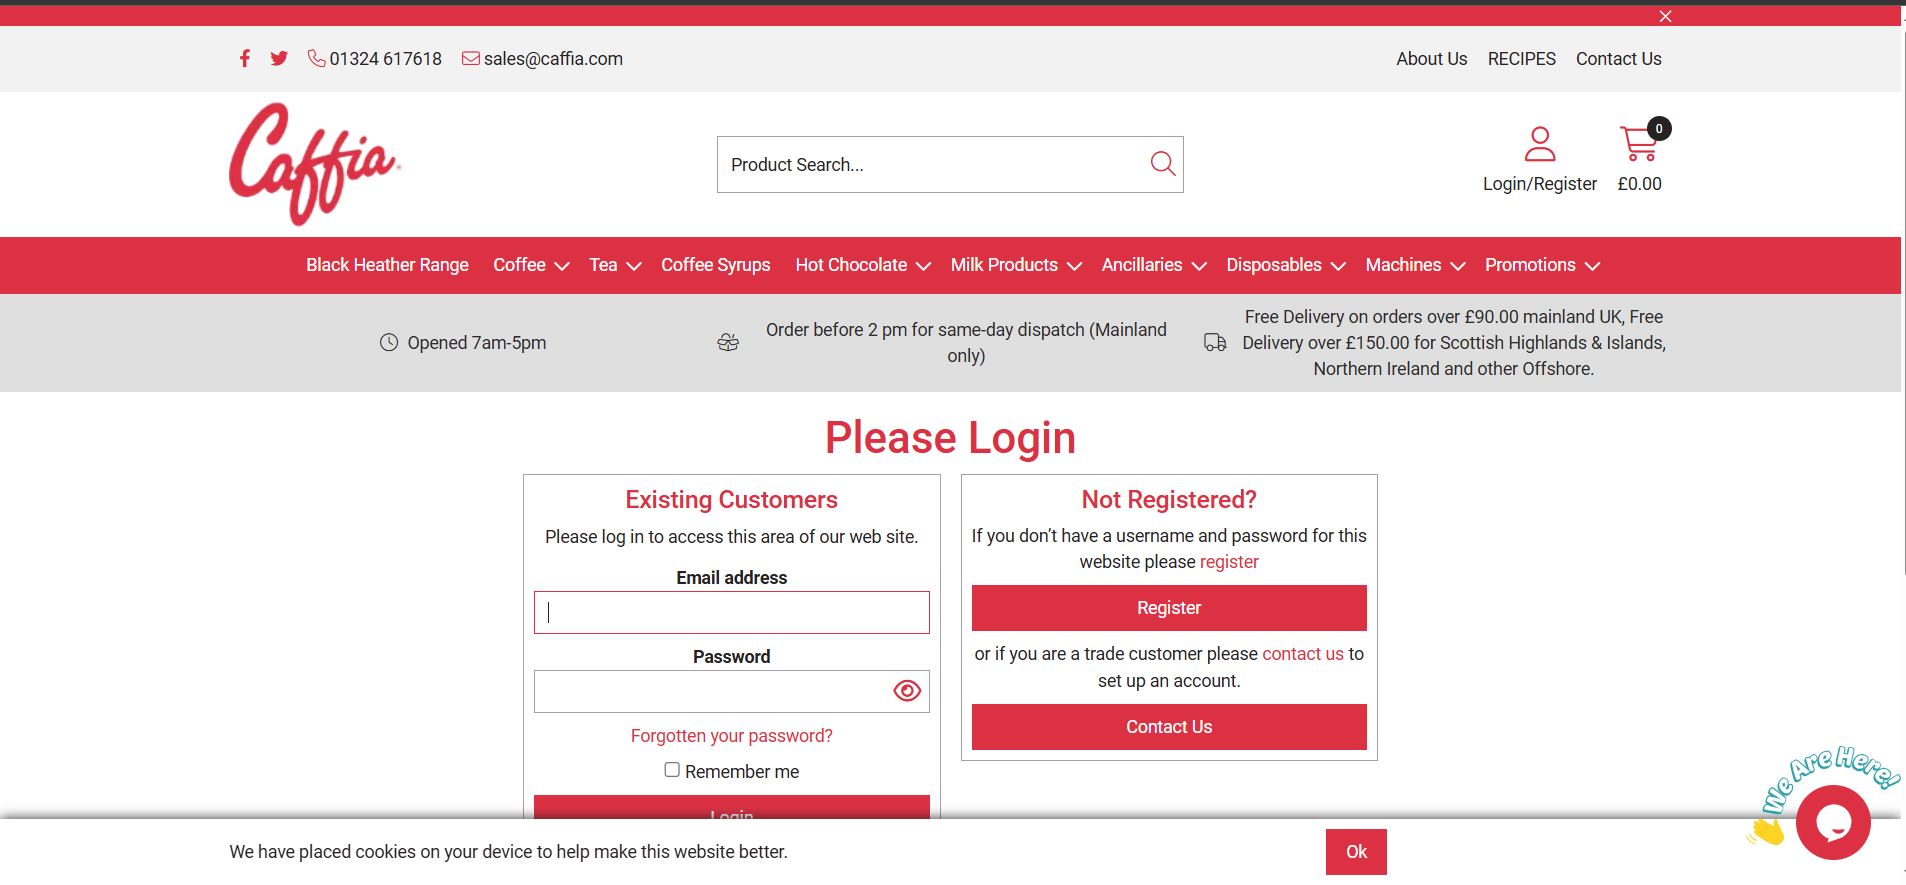 01324 617618 sales@caffia.com
About Us RECIPES Contact Us
Caffia
Product Search...
0
Login/Register £0.00
Black Heather Range Coffee Tea Coffee Syrups Hot Chocolate Milk Products Ancillaries Disposables Machines Promotions
Opened 7am-5pm
Order before 2 pm for same-day dispatch (Mainland
only)
Free Delivery on orders over £90.00 mainland UK, Free
Delivery over £150.00 for Scottish Highlands & Islands,
Northern Ireland and other Offshore.
Please Login
Existing Customers
Please log in to access this area of our web site.
Email address
Password
Forgotten your password?
Remember me
Login
Not Registered?
If you don’t have a username and password for this
website please register
Register
or if you are a trade customer please contact us to
set up an account.
Contact Us
We Are Here!
We have placed cookies on your device to help make this website better.
Ok